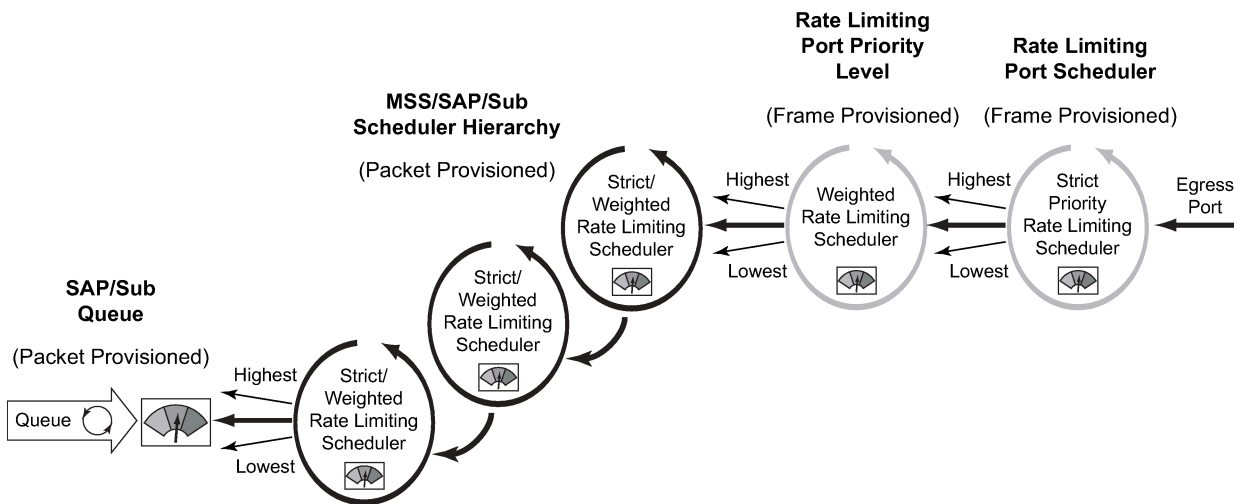 Rate Limiting
Port Priority
Level
(Frame Provisioned)
Rate Limiting
Port Scheduler
(Frame Provisioned)
MSS/SAP/Sub
Scheduler Hierarchy
(Packet Provisioned)
SAP/Sub
Queue
(Packet Provisioned)
Queue
Highest
Lowest
Strict/
Weighted
Rate Limiting
Scheduler
Strict/
Weighted
Rate Limiting
Scheduler
Strict/
Weighted
Rate Limiting
Scheduler
Highest
Lowest
Weighted
Rate Limiting
Scheduler
Highest
Lowest
Strict
Priority
Rate Limiting
Scheduler
Egress
Port